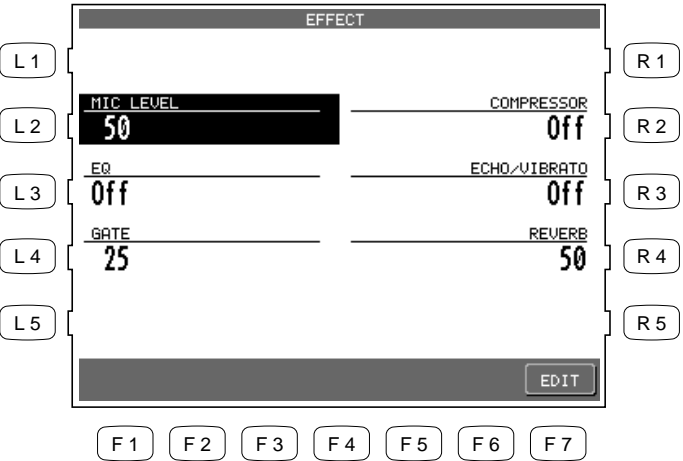 EFFECT
L 1
R 1
MIC LEVEL
COMPRESSOR
L 2
50
Off
R 2
EQ
ECHO/VIBRATO
L 3
Off
Off
R 3
GATE
REVERB
L 4
25
50
R 4
L 5
R 5
EDIT
F 1
F 2
F 3
F 4
F 5
F 6
F 7